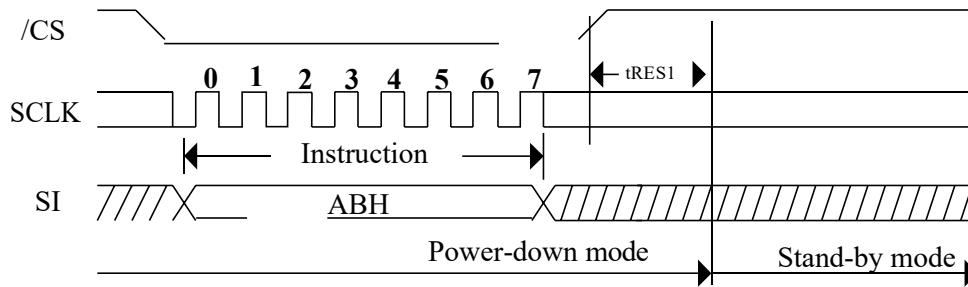 /CS
tRES1
0 1 2 3 4 5 6 7
SCLK
Instruction
SI
ABH
Power-down mode
Stand-by mode